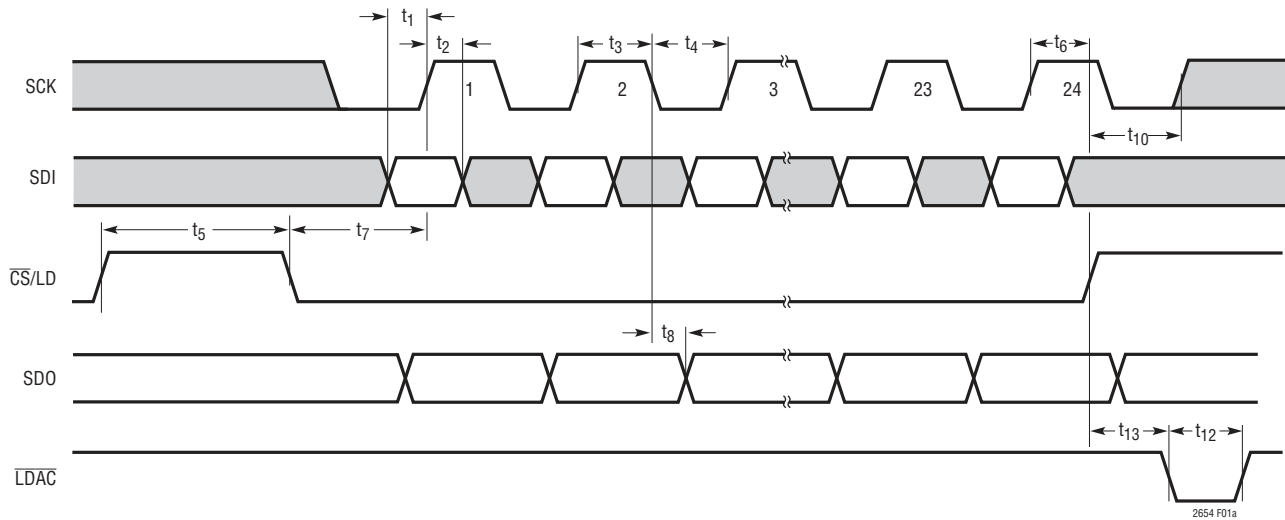 t1
t2
t3
t4
t6
SCK
1
2
3
23
24
t10
SDI
t5
t7
CS/LD
t8
SDO
t13
t12
LDAC
2654 F01a